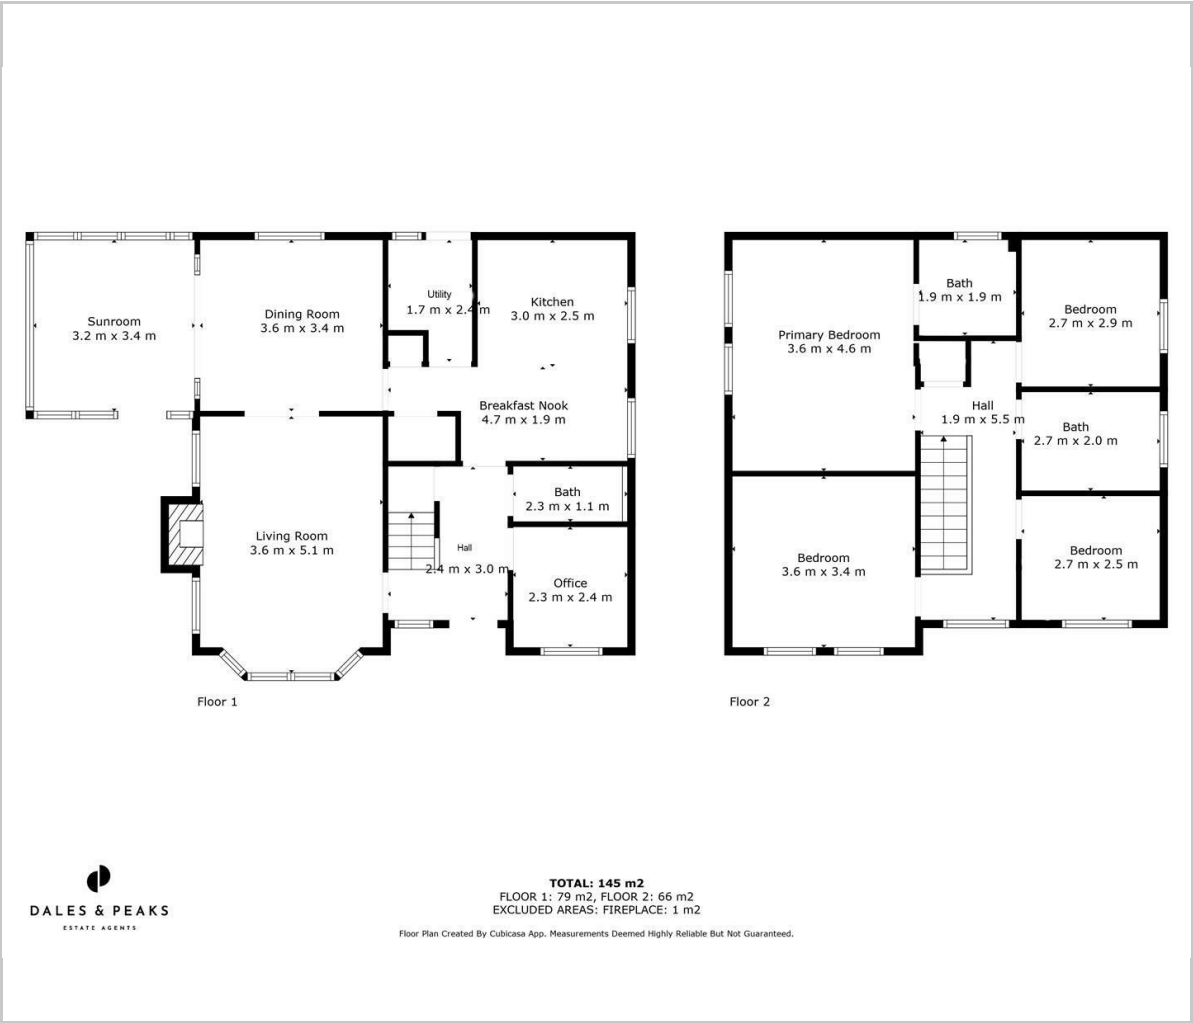 Sunroom
3.2 m x 3.4 m
Dining Room
3.6 m x 3.4 m
Utility
1.7 m x 2.4 m
Kitchen
3.0 m x 2.5 m
Breakfast Nook
4.7 m x 1.9 m
Living Room
3.6 m x 5.1 m
Hall
2.4 m x 3.0 m
Bath
2.3 m x 1.1 m
Office
2.3 m x 2.4 m
Floor 1
Primary Bedroom
3.6 m x 4.6 m
Bath
1.9 m x 1.9 m
Bedroom
2.7 m x 2.9 m
Hall
1.9 m x 5.5 m
Bath
2.7 m x 2.0 m
Bedroom
3.6 m x 3.4 m
Bedroom
2.7 m x 2.5 m
Floor 2
DALES & PEAKS
ESTATE AGENTS
TOTAL: 145 m2
FLOOR 1: 79 m2, FLOOR 2: 66 m2
EXCLUDED AREAS: FIREPLACE: 1 m2
Floor Plan Created By Cubicasa App. Measurements Deemed Highly Reliable But Not Guaranteed.